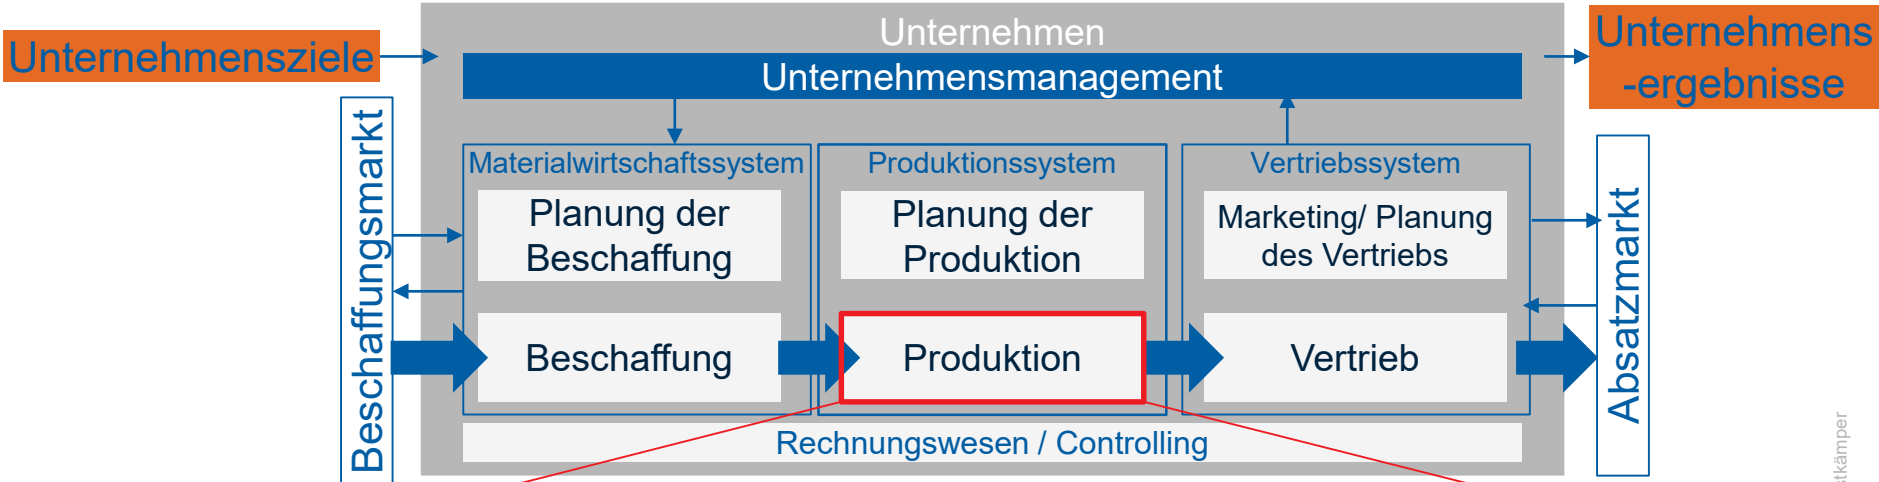 Unternehmen
Unternehmensziele
Unternehmens
-ergebnisse
Unternehmensmanagement
Beschaffungsmarkt
Materialwirtschaftssystem
Produktionssystem
Vertriebssystem
Planung der
Beschaffung
Planung der
Produktion
Marketing/ Planung
des Vertriebs
Absatzmarkt
Beschaffung
Produktion
Vertrieb
Rechnungswesen / Controlling